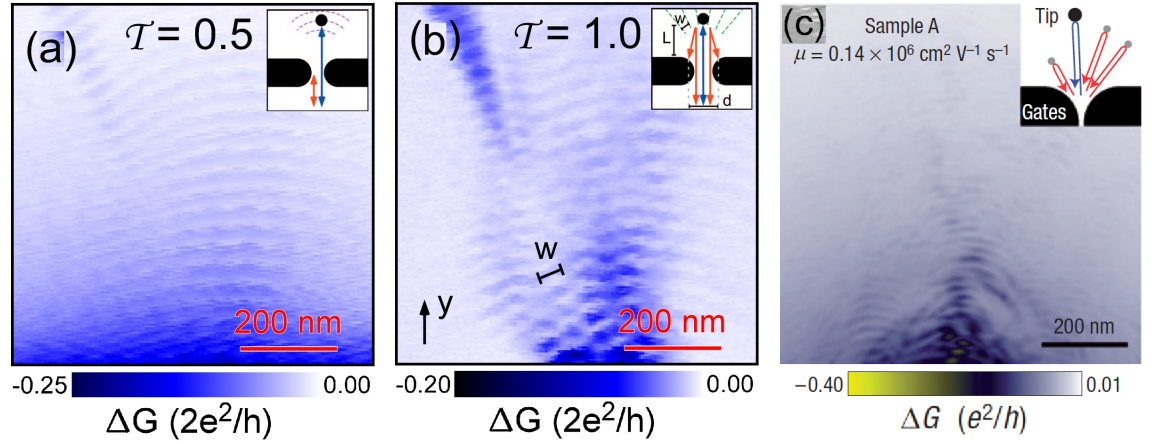 (a)
𝒯 = 0.5
200 nm
-0.25
0.00
ΔG (2e²/h)
(b)
𝒯 = 1.0
w
L
d
w
y
200 nm
-0.20
0.00
ΔG (2e²/h)
(c)
Sample A
μ = 0.14 × 10⁶ cm² V⁻¹ s⁻¹
Tip
Gates
200 nm
−0.40
0.01
ΔG (e²/h)